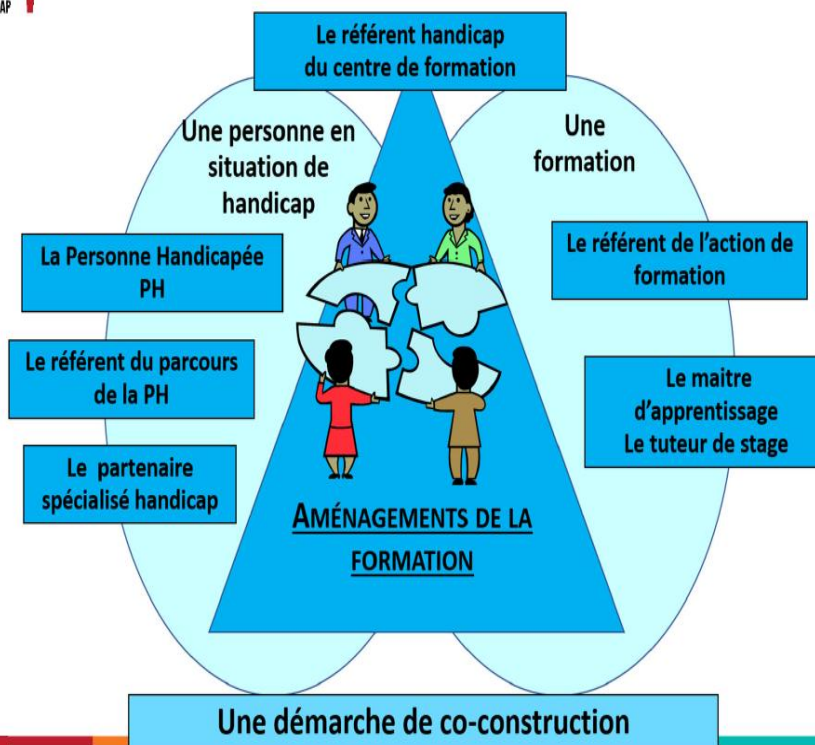 AP
Le référent handicap
du centre de formation
Une personne en
situation de
handicap
Une
formation
La Personne Handicapée
PH
Le référent de l'action de
formation
Le référent du parcours
de la PH
Le maitre
d'apprentissage
Le tuteur de stage
Le partenaire
spécialisé handicap
AMÉNAGEMENTS DE LA
FORMATION
Une démarche de co-construction